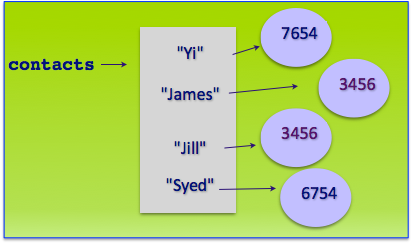 contacts
"Yi"
7654
"James"
3456
"Jill"
3456
"Syed"
6754